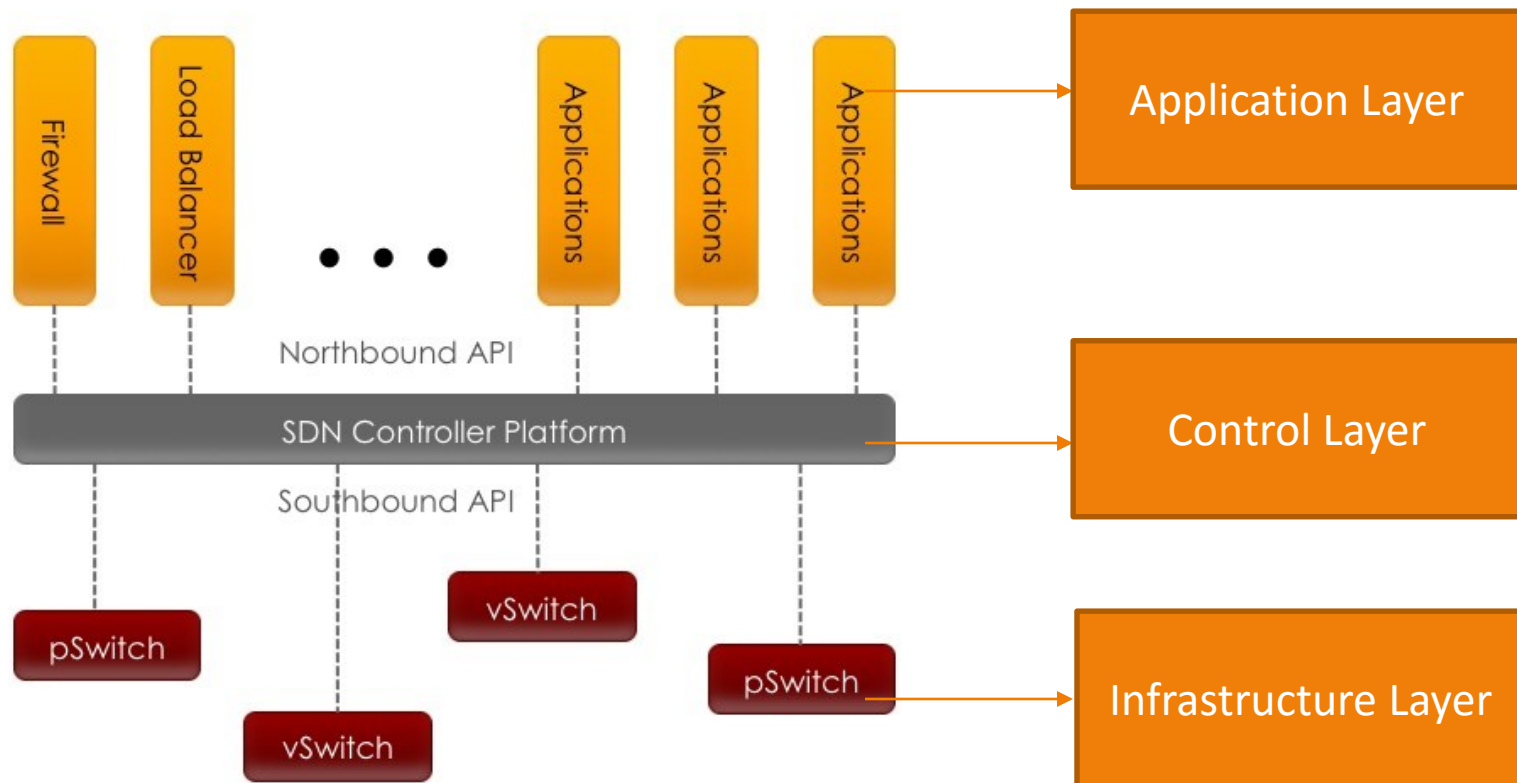 Firewall
Load Balancer
Applications
Applications
Applications
Application Layer
Northbound API
SDN Controller Platform
Control Layer
Southbound API
vSwitch
pSwitch
pSwitch
vSwitch
Infrastructure Layer